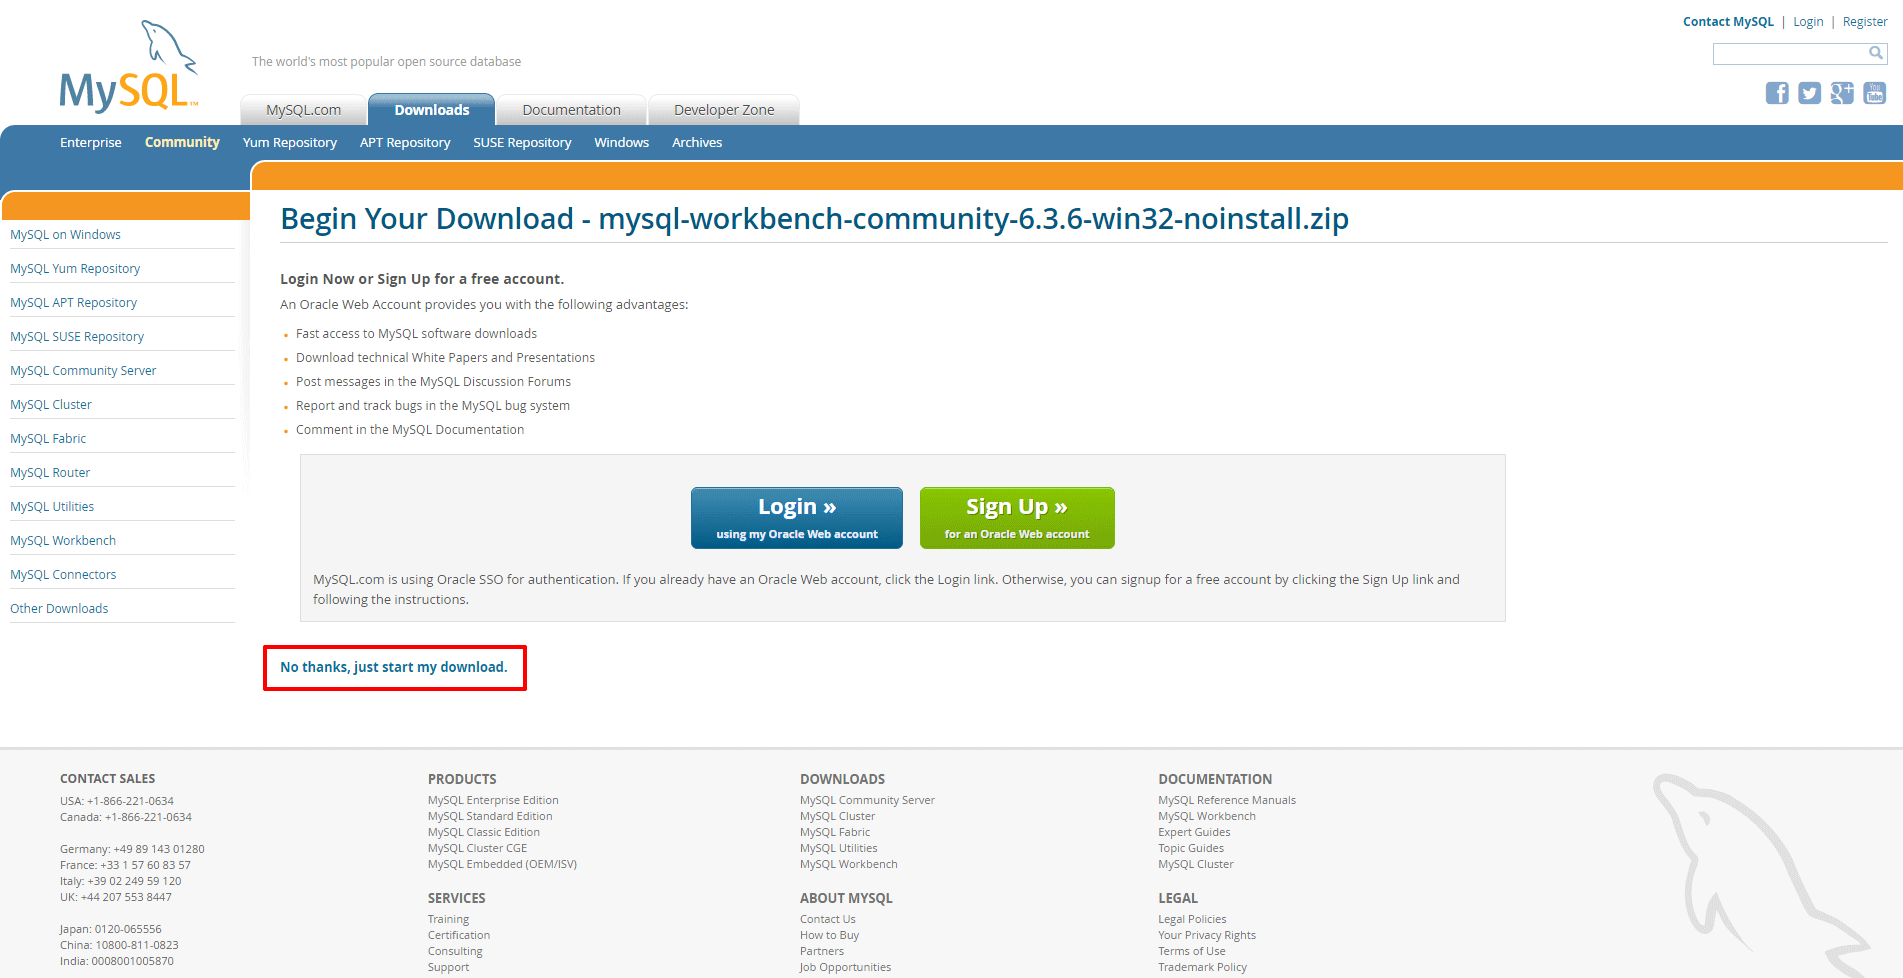 Contact MySQL | Login | Register
MySQL™
The world's most popular open source database
MySQL.com
Downloads
Documentation
Developer Zone
Enterprise
Community
Yum Repository
APT Repository
SUSE Repository
Windows
Archives
MySQL on Windows
MySQL Yum Repository
MySQL APT Repository
MySQL SUSE Repository
MySQL Community Server
MySQL Cluster
MySQL Fabric
MySQL Router
MySQL Utilities
MySQL Workbench
MySQL Connectors
Other Downloads
Begin Your Download - mysql-workbench-community-6.3.6-win32-noinstall.zip
Login Now or Sign Up for a free account.
An Oracle Web Account provides you with the following advantages:
Fast access to MySQL software downloads
Download technical White Papers and Presentations
Post messages in the MySQL Discussion Forums
Report and track bugs in the MySQL bug system
Comment in the MySQL Documentation
Login »
using my Oracle Web account
Sign Up »
for an Oracle Web account
MySQL.com is using Oracle SSO for authentication. If you already have an Oracle Web account, click the Login link. Otherwise, you can signup for a free account by clicking the Sign Up link and
following the instructions.
No thanks, just start my download.
CONTACT SALES
USA: +1-866-221-0634
Canada: +1-866-221-0634
Germany: +49 89 143 01280
France: +33 1 57 60 83 57
Italy: +39 02 249 59 120
UK: +44 207 553 8447
Japan: 0120-065556
China: 10800-811-0823
India: 0008001005870
PRODUCTS
MySQL Enterprise Edition
MySQL Standard Edition
MySQL Classic Edition
MySQL Cluster CGE
MySQL Embedded (OEM/ISV)
SERVICES
Training
Certification
Consulting
Support
DOWNLOADS
MySQL Community Server
MySQL Cluster
MySQL Fabric
MySQL Utilities
MySQL Workbench
ABOUT MYSQL
Contact Us
How to Buy
Partners
Job Opportunities
DOCUMENTATION
MySQL Reference Manuals
MySQL Workbench
Expert Guides
Topic Guides
MySQL Cluster
LEGAL
Legal Policies
Your Privacy Rights
Terms of Use
Trademark Policy